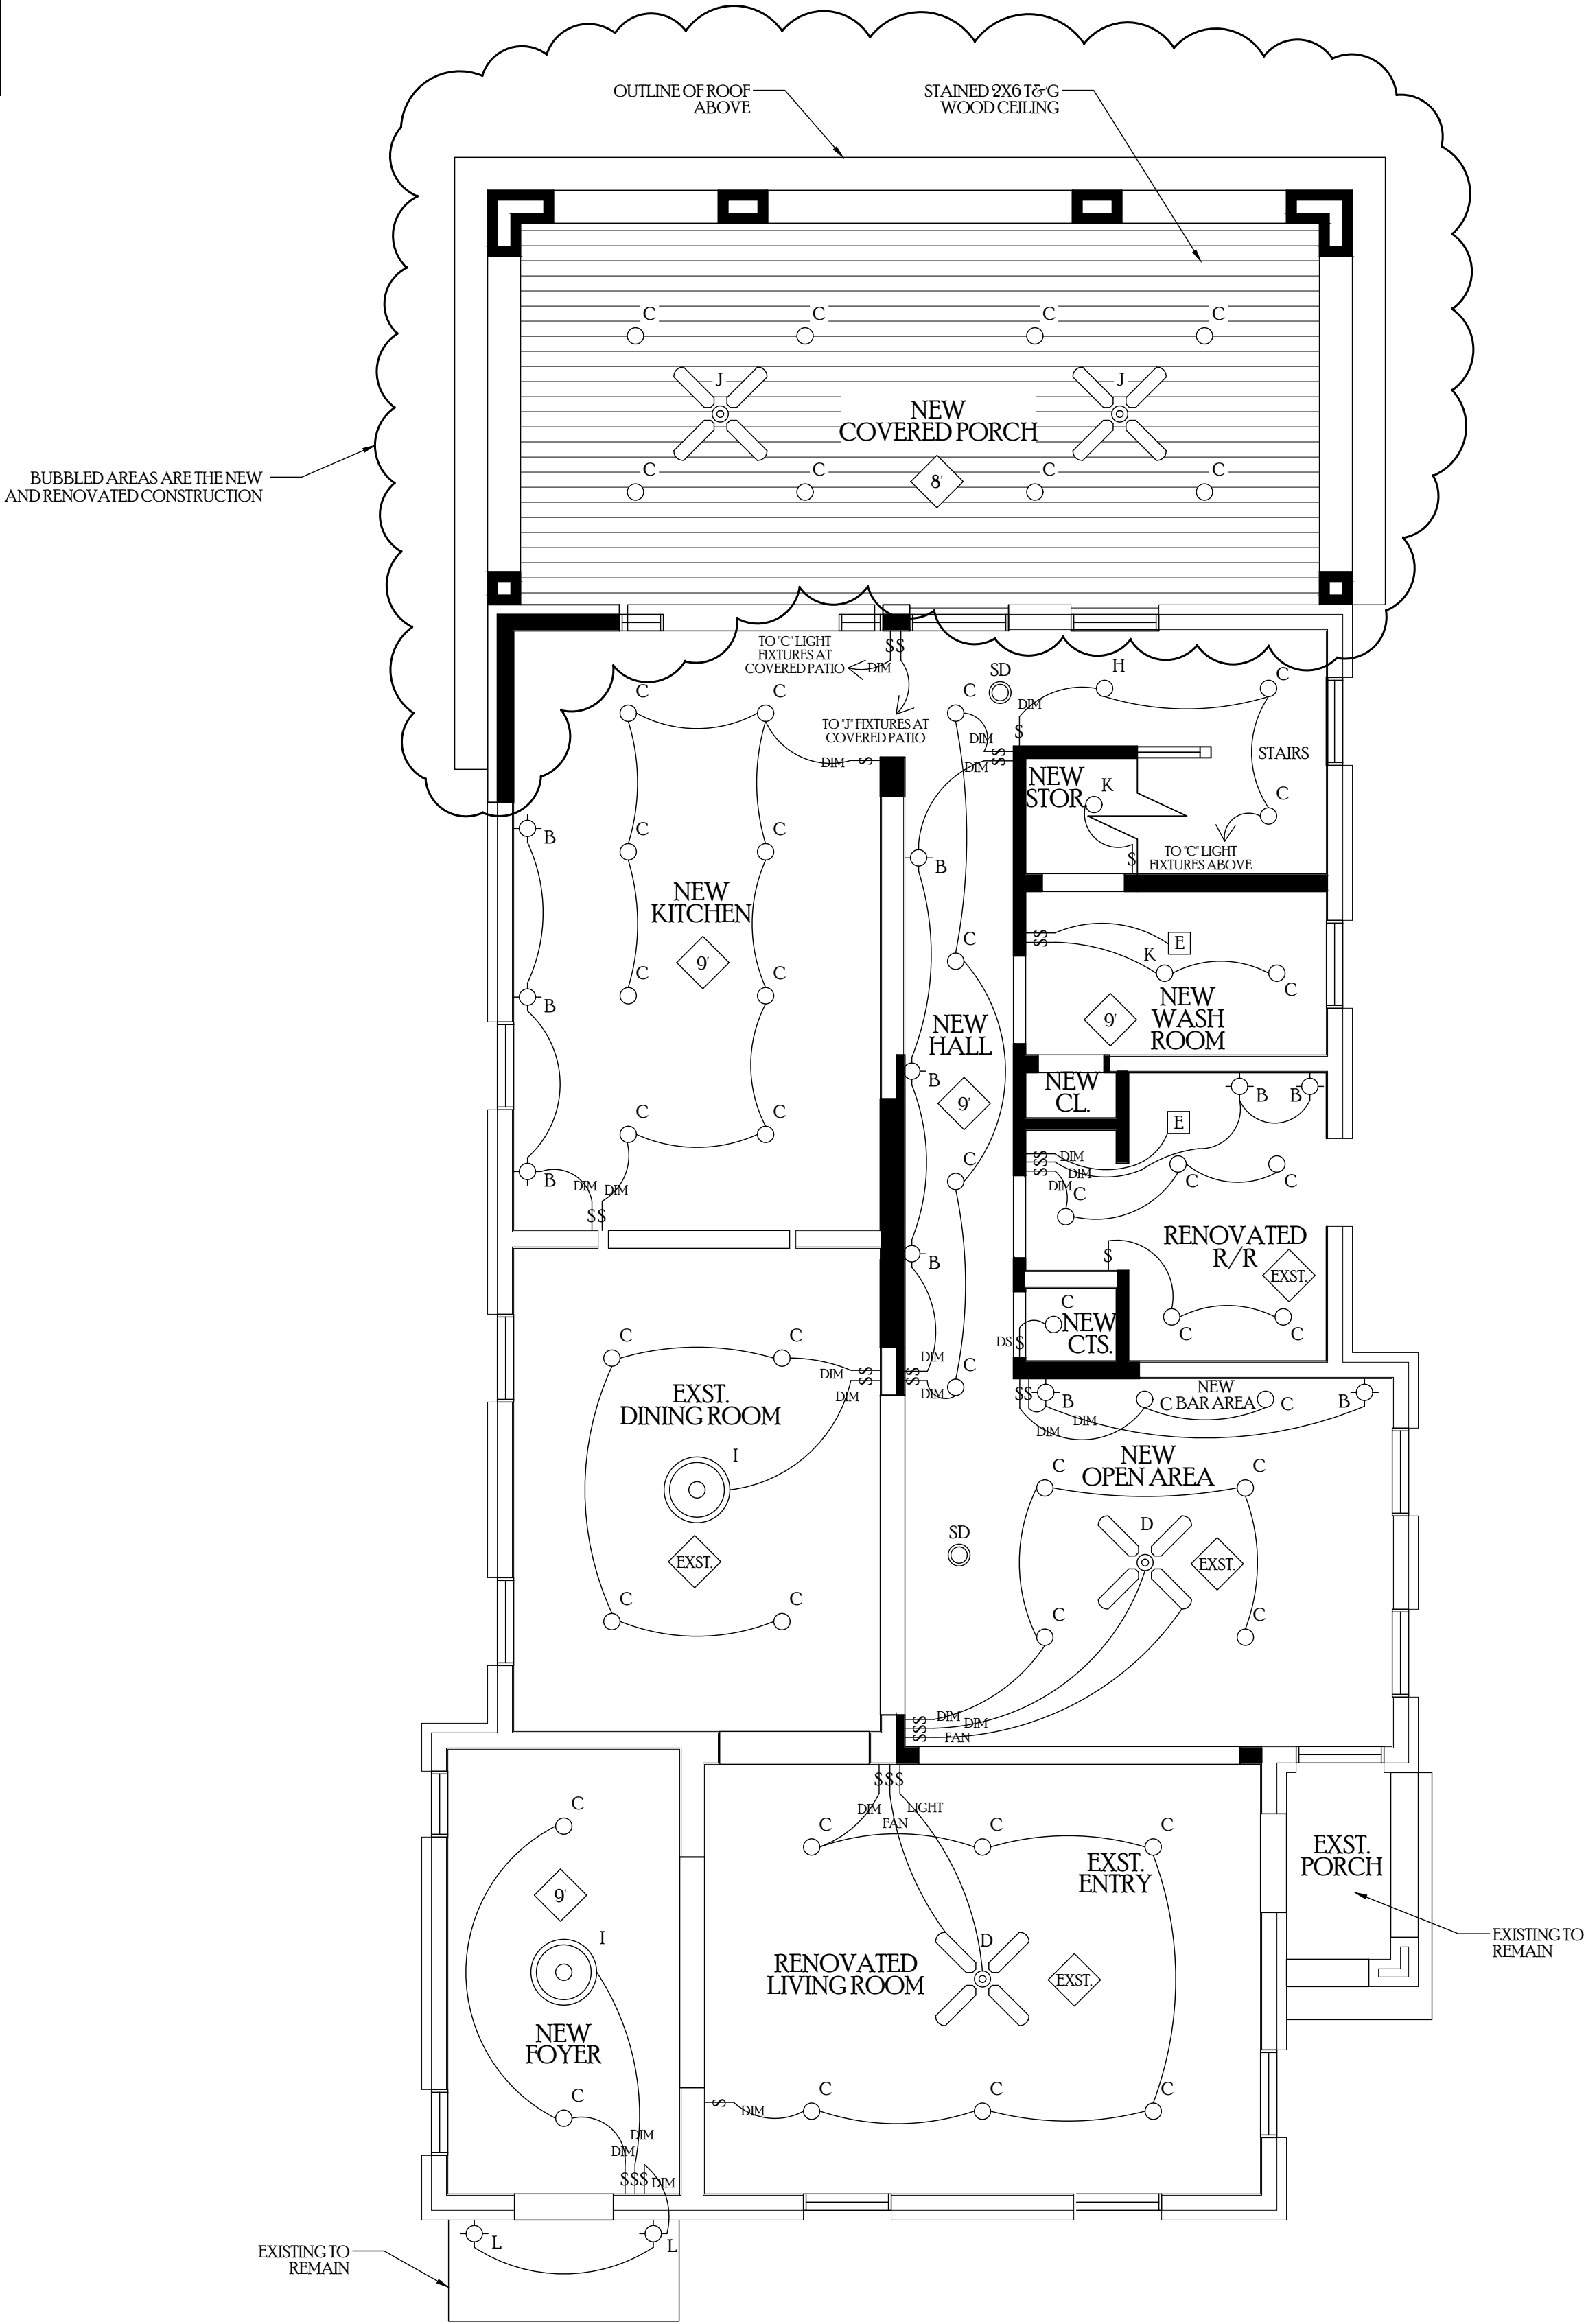 OUTLINE OF ROOF
ABOVE
STAINED 2X6 T&G
WOOD CEILING
C
C
C
C
J
J
NEW
COVERED PORCH
C
C
C
C
8'
BUBBLED AREAS ARE THE NEW
AND RENOVATED CONSTRUCTION
TO "C" LIGHT
FIXTURES AT
COVERED PATIO
DIM
$$
TO "J" FIXTURES AT
COVERED PATIO
SD
H
C
DIM
$
C
C
C
DIM
DIM
$$
DIM
$
STAIRS
NEW
STOR.
K
C
$
TO "C" LIGHT
FIXTURES ABOVE
B
C
C
B
NEW
KITCHEN
9'
C
C
B
C
$$
E
K
C
9'
NEW
WASH
ROOM
NEW
HALL
9'
B
NEW
CL.
B
B
E
C
C
B
DIM
DIM
$$
C
$$$
DIM
DIM
DIM
C
C
C
RENOVATED
R/R
EXST.
$
B
C
C
C
NEW
CTS.
DS
$
C
C
DIM
$$
DIM
$$
DIM
DIM
C
EXST.
DINING ROOM
I
EXST.
C
C
$$
B
C
NEW
BAR AREA
C
B
DIM
DIM
NEW
OPEN AREA
C
C
D
SD
EXST.
C
C
$$$
DIM
DIM
FAN
$$$
DIM
FAN
LIGHT
C
C
C
EXST.
ENTRY
EXST.
PORCH
EXISTING TO
REMAIN
C
9'
I
NEW
FOYER
C
DIM
DIM
$$$
DIM
RENOVATED
LIVING ROOM
D
EXST.
C
C
C
$
DIM
L
L
EXISTING TO
REMAIN